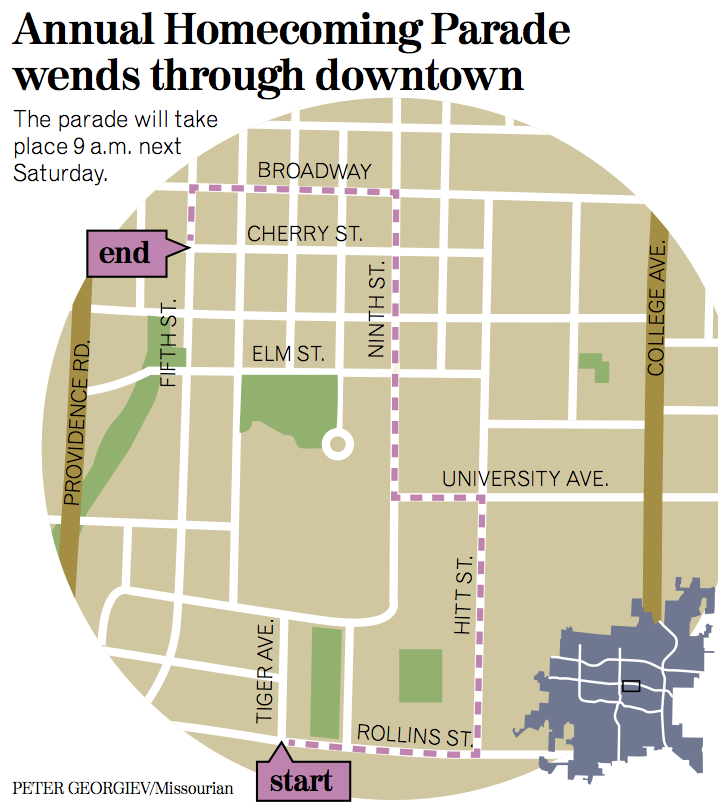 Annual Homecoming Parade
wends through downtown
The parade will take
place 9 a.m. next
Saturday.
BROADWAY
CHERRY ST.
end
NINTH ST.
COLLEGE AVE.
FIFTH ST.
ELM ST.
PROVIDENCE RD.
UNIVERSITY AVE.
HITT ST.
TIGER AVE.
ROLLINS ST.
start
PETER GEORGIEV/Missourian